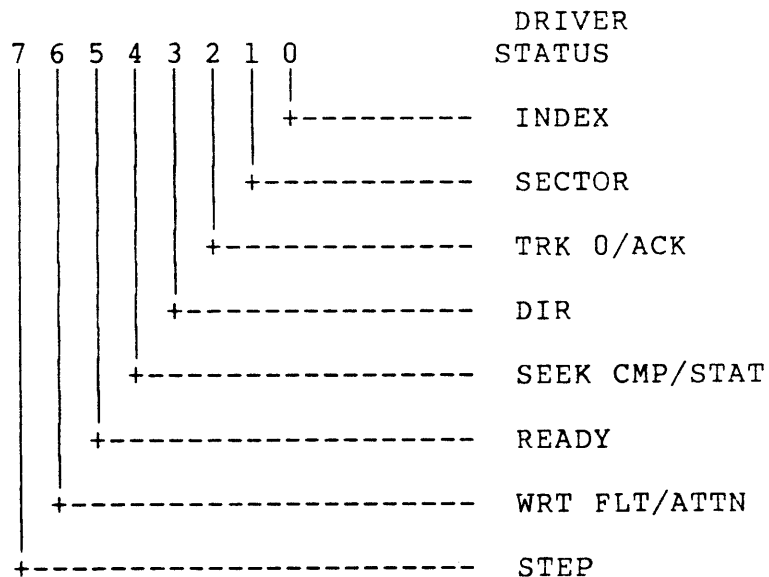 DRIVER
7 6 5 4 3 2 1 0 STATUS
INDEX
SECTOR
TRK 0/ACK
DIR
SEEK CMP/STAT
READY
WRT FLT/ATTN
STEP